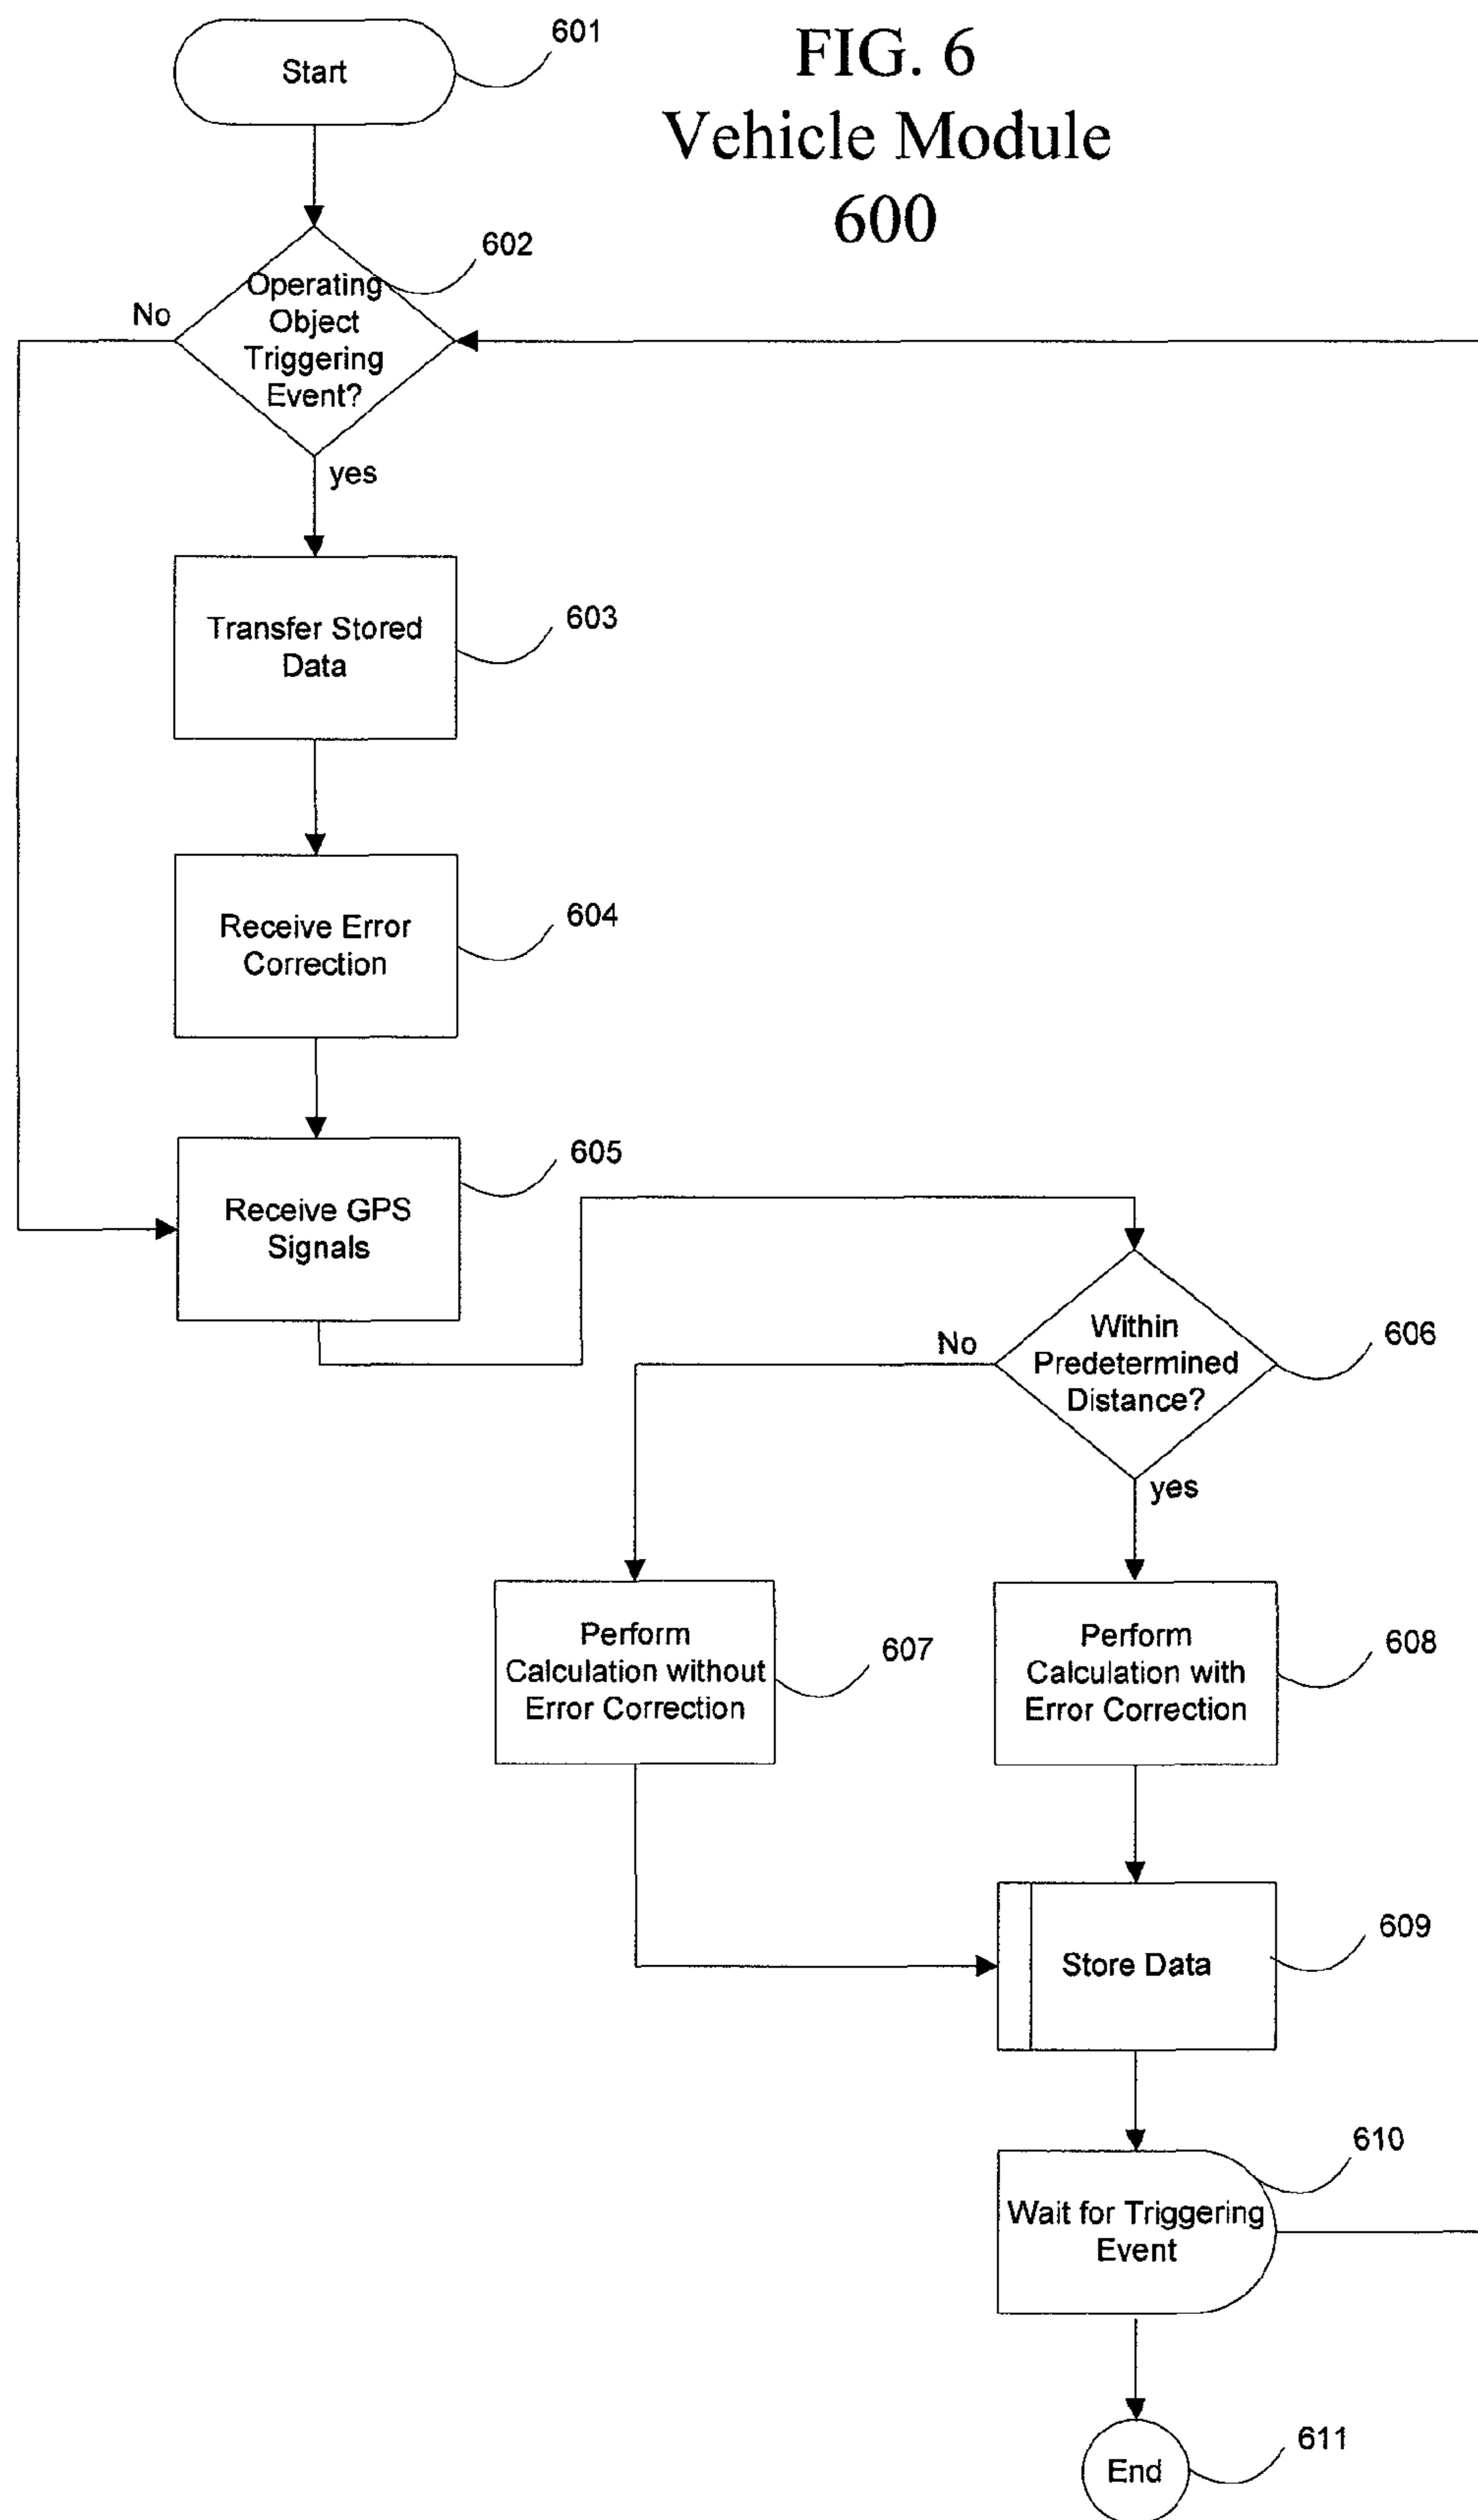 FIG. 6
Vehicle Module
600
Start
601
602
Operating
Object
Triggering
Event?
No
yes
Transfer Stored
Data
603
Receive Error
Correction
604
605
Receive GPS
Signals
Within
Predetermined
Distance?
606
No
yes
Perform
Calculation without
Error Correction
607
Perform
Calculation with
Error Correction
608
Store Data
609
610
Wait for Triggering
Event
End
611